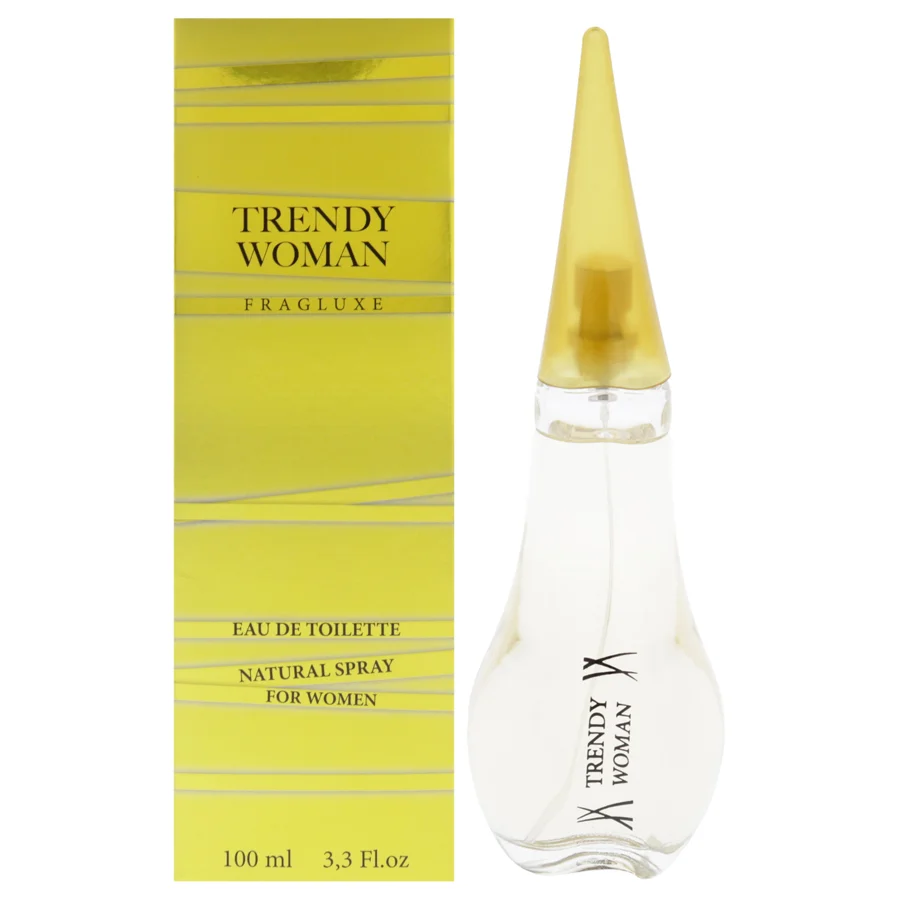 TRENDY
WOMAN
FRAGLUXE
EAU DE TOILETTE
NATURAL SPRAY
FOR WOMEN
100 ml 3,3 Fl.oz
TRENDY
WOMAN